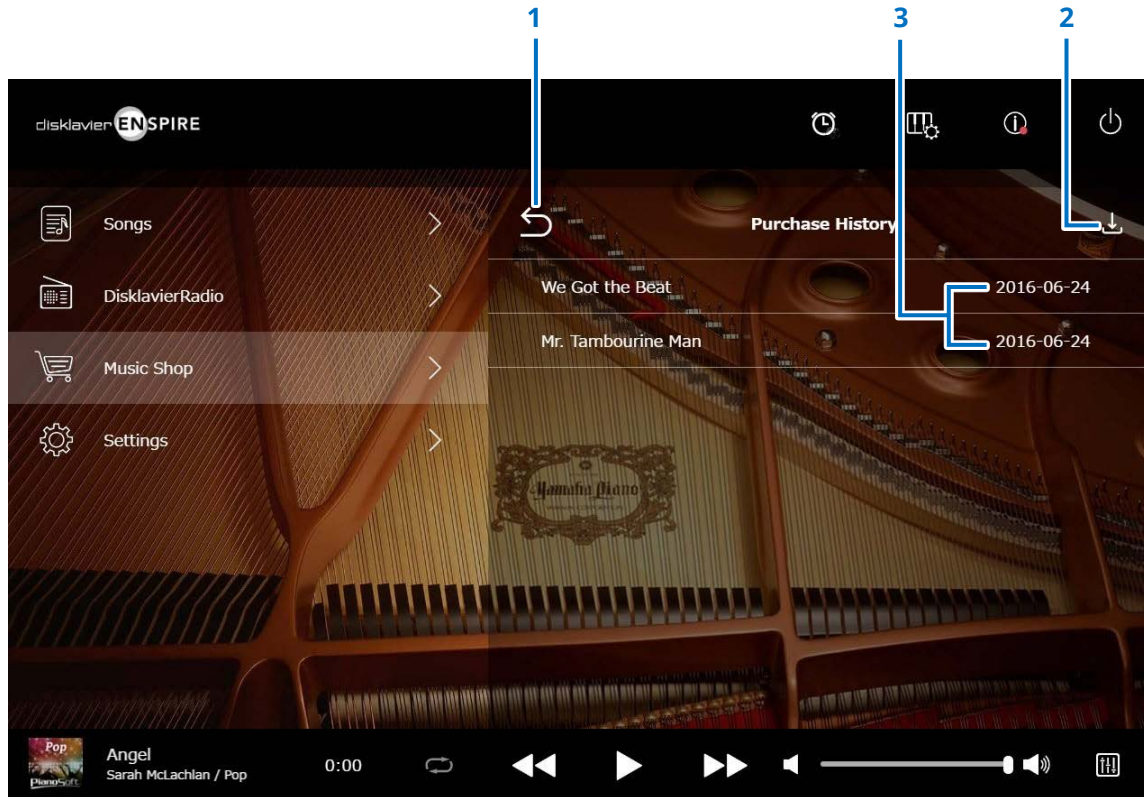 1
3
2
disklavier ENSPIRE
Songs
Purchase History
We Got the Beat
2016-06-24
DisklavierRadio
Mr. Tambourine Man
2016-06-24
Music Shop
Settings
Yamaha Piano
Pop
PianoSoft
Angel
Sarah McLachlan / Pop
0:00